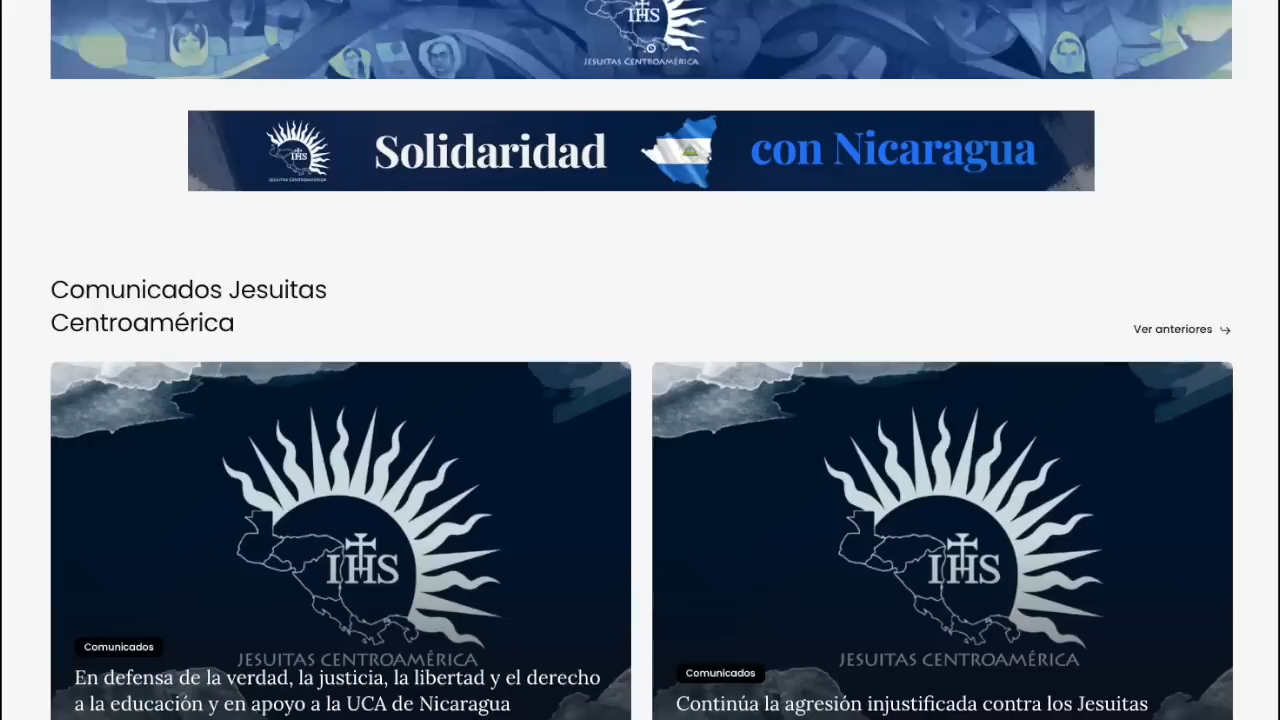 IHS
JESUITAS CENTROAMÉRICA
IHS
JESUITAS CENTROAMÉRICA
Solidaridad con Nicaragua
Comunicados Jesuitas
Centroamérica
Ver anteriores
IHS
JESUITAS CENTROAMÉRICA
Comunicados
En defensa de la verdad, la justicia, la libertad y el derecho
a la educación y en apoyo a la UCA de Nicaragua
IHS
JESUITAS CENTROAMÉRICA
Comunicados
Continúa la agresión injustificada contra los Jesuitas